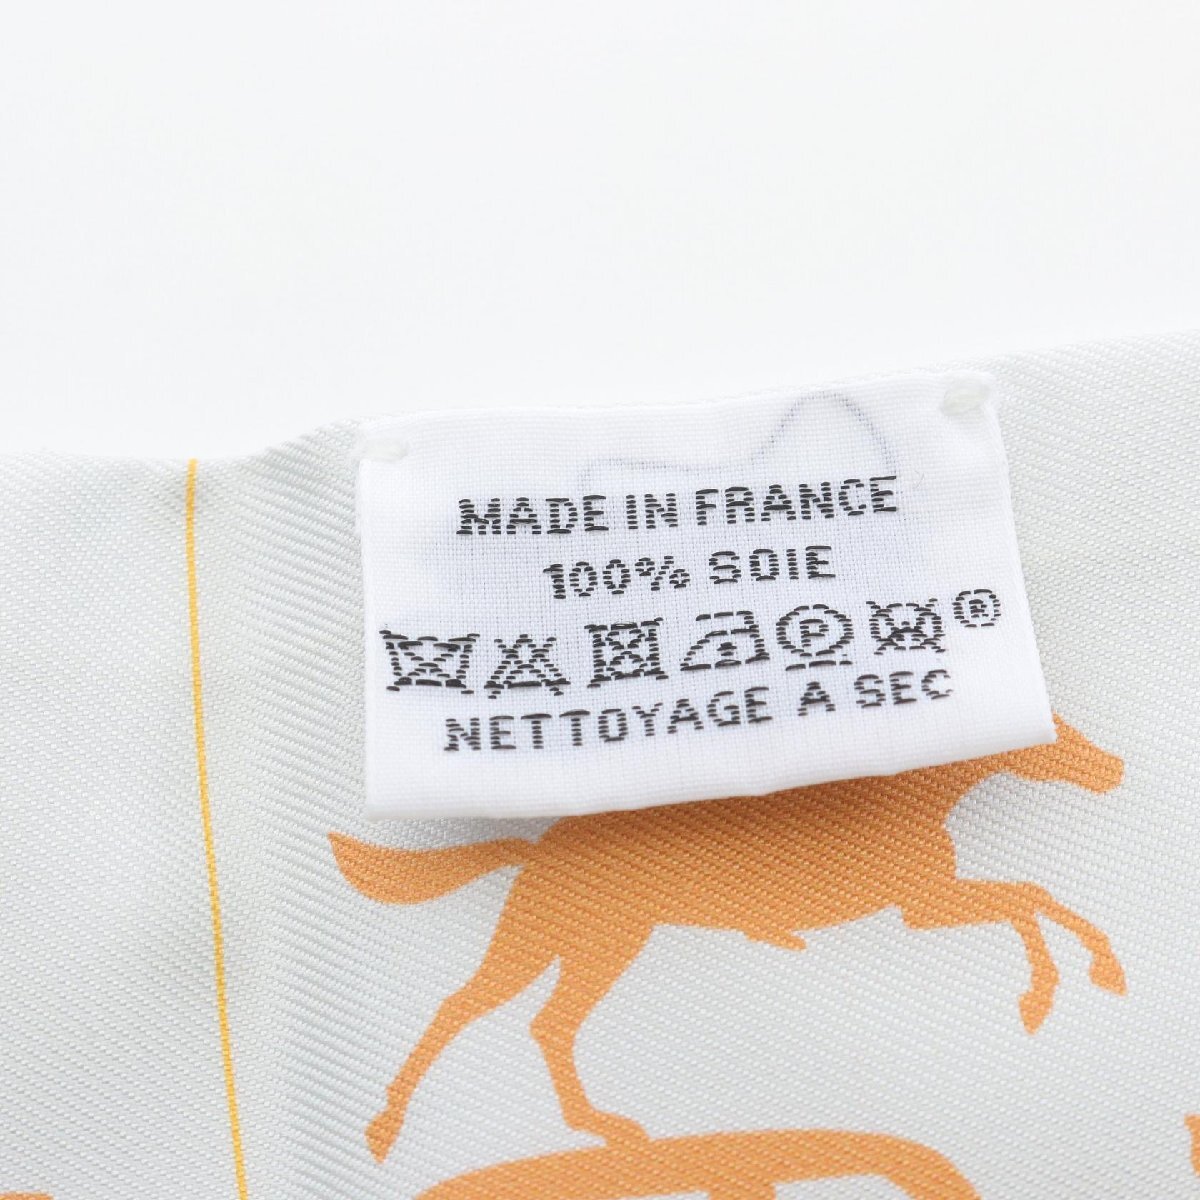 MADE IN FRANCE
100% SOIE
P W ®
NETTOYAGE A SEC